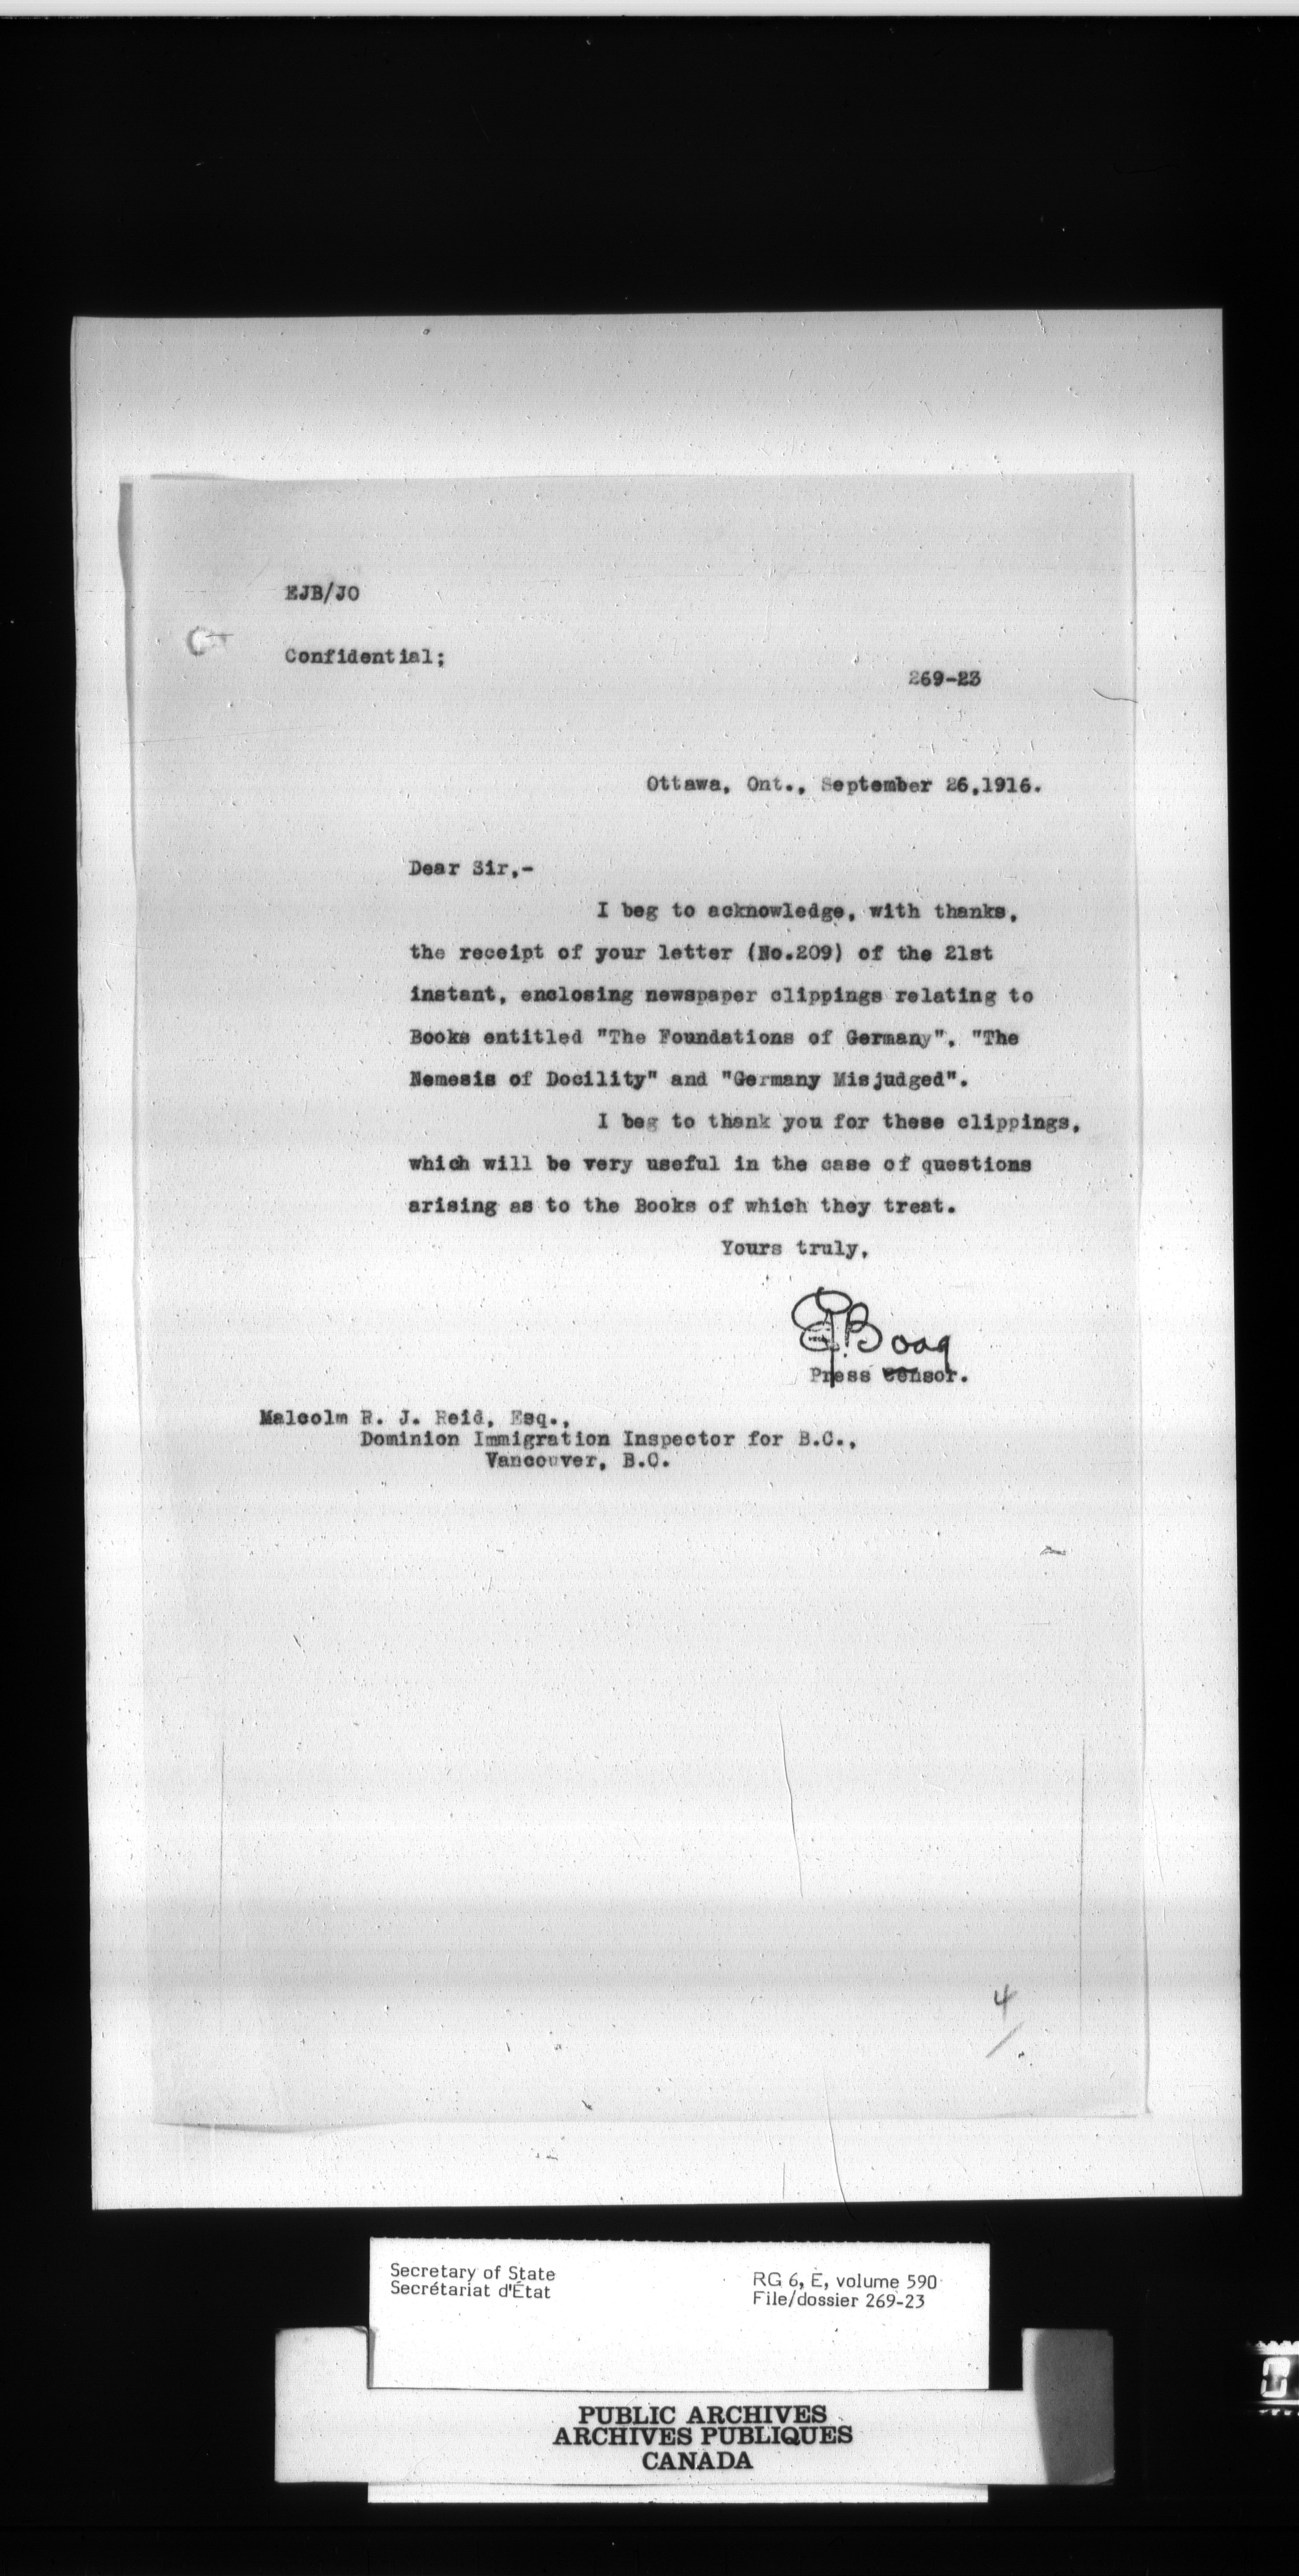 EJB/JO
Confidential;
269-23
Ottawa, Ont., September 26,1916.
Dear Sir,-
I beg to acknowledge, with thanks,
the receipt of your letter (No.209) of the 21st
instant, enclosing newspaper clippings relating to
Books entitled "The Foundations of Germany", "The
Nemesis of Docility" and "Germany Misjudged".
I beg to thank you for these clippings,
which will be very useful in the case of questions
arising as to the Books of which they treat.
Yours truly,
EJ.Boag
Press Censor.
Malcolm R. J. Reid, Esq.,
Dominion Immigration Inspector for B.C.,
Vancouver, B.C.
4
Secretary of State
Secrétariat d'État
RG 6, E, volume 590
File/dossier 269-23
PUBLIC ARCHIVES
ARCHIVES PUBLIQUES
CANADA